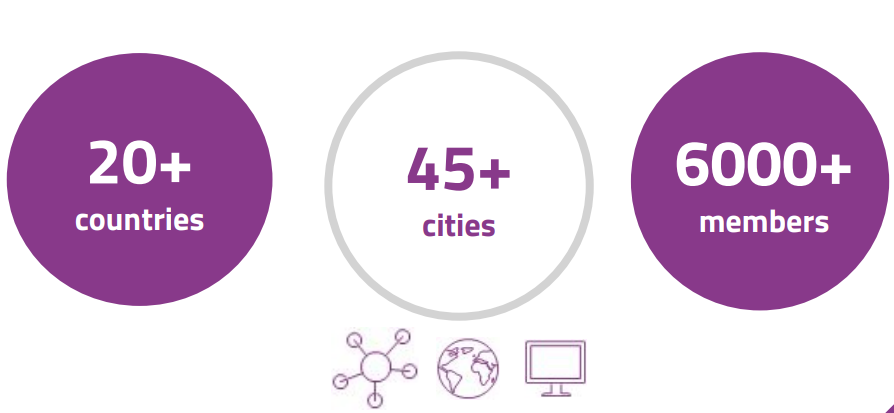 20+
countries
45+
cities
6000+
members